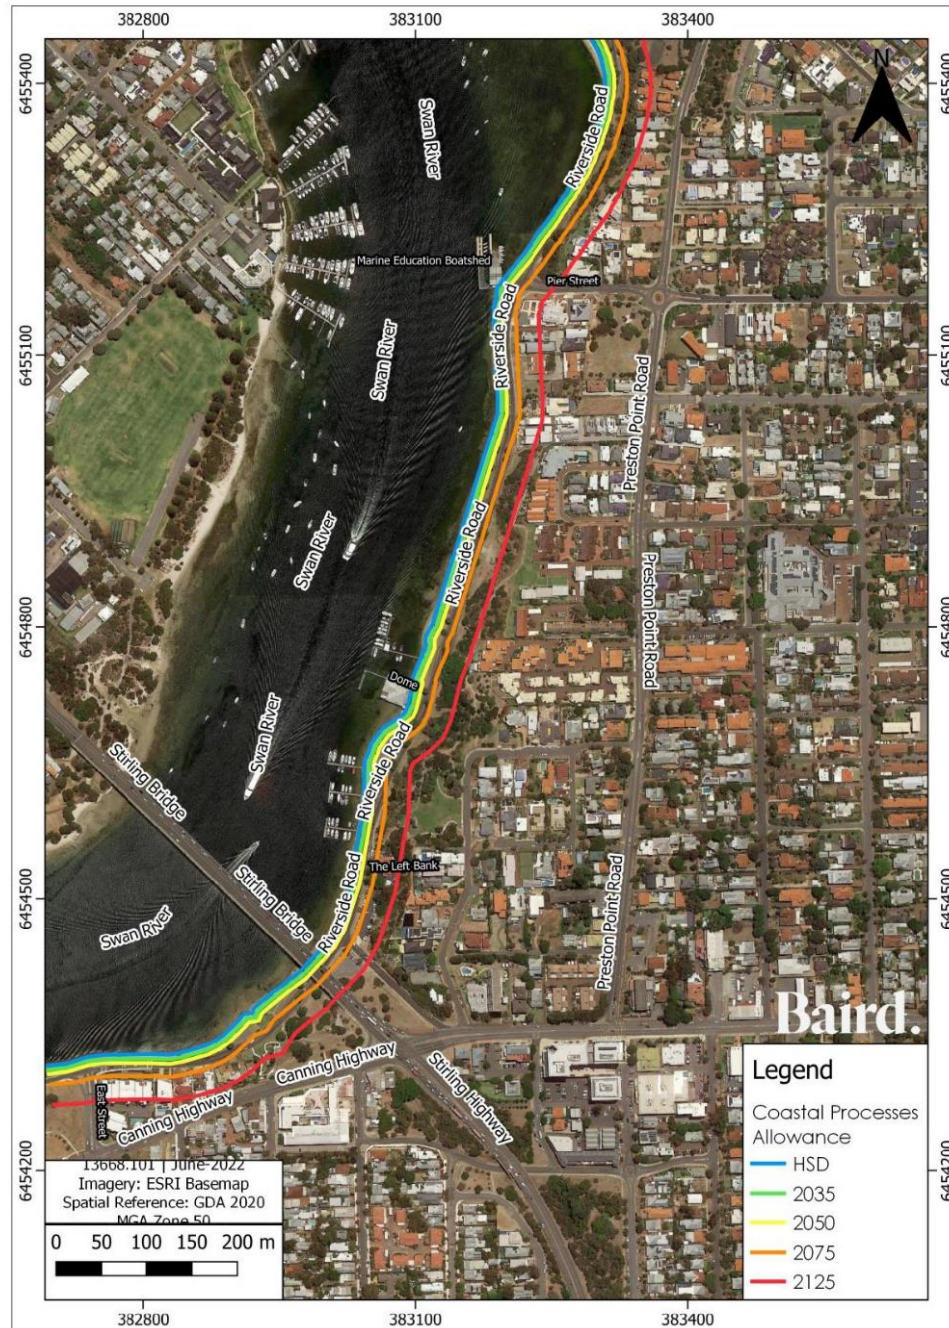 382800
383100
383400
6455400
6455400
N
Swan River
Riverside Road
Marine Education Boatshed
Pier Street
Riverside Road
6455100
6455100
Swan River
Preston Point Road
Swan River
Riverside Road
Preston Point Road
6454800
6454800
Dome
Swan River
Riverside Road
Stirling Bridge
The Left Bank
Stirling Bridge
Riverside Road
Preston Point Road
6454500
6454500
Swan River
Baird.
Canning Highway
Stirling Highway
East Street
Canning Highway
6454200
6454200
Legend
Coastal Processes
Allowance
HSD
2035
2050
2075
2125
13668.101 | June-2022
Imagery: ESRI Basemap
Spatial Reference: GDA 2020
MGA Zone 50
0 50 100 150 200 m
382800
383100
383400